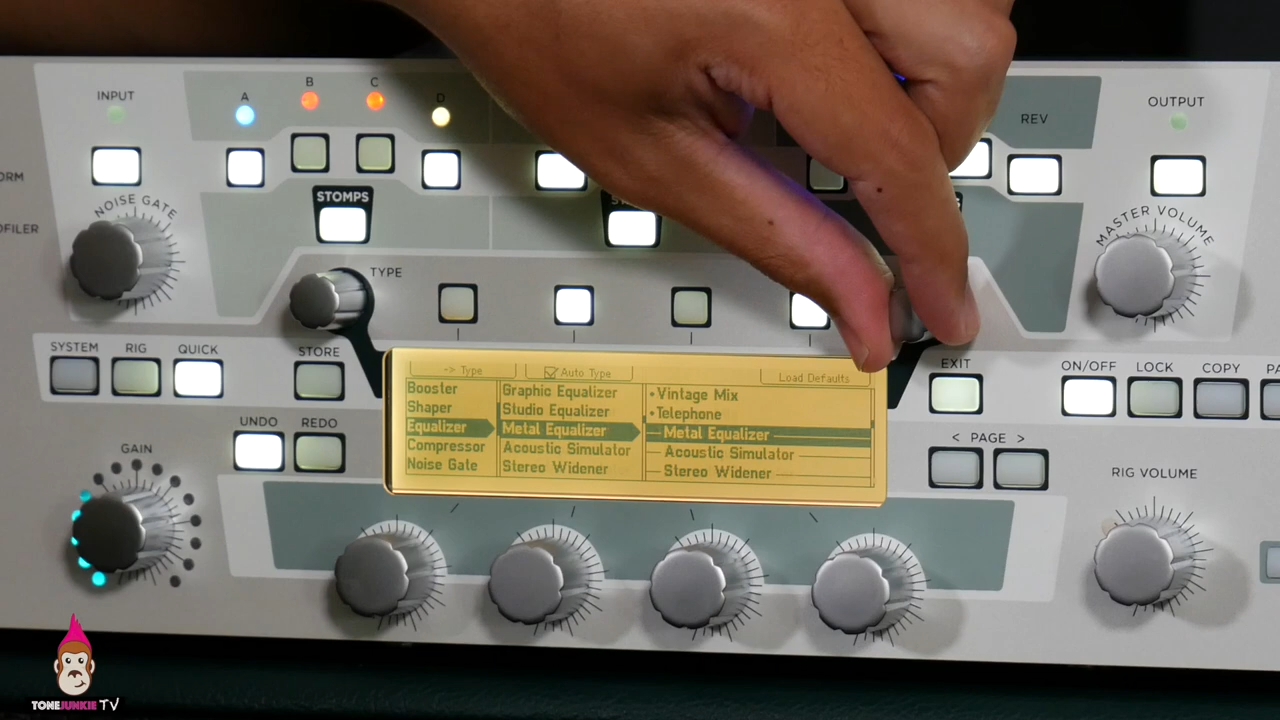 INPUT
A
B
C
D
REV
OUTPUT
ORM
OFILER
NOISE GATE
STOMPS
MASTER VOLUME
TYPE
SYSTEM
RIG
QUICK
STORE
EXIT
ON/OFF
LOCK
COPY
PA
UNDO
REDO
< PAGE >
GAIN
RIG VOLUME
-> Type
Auto Type
Load Defaults
Booster
Graphic Equalizer
•Vintage Mix
Shaper
Studio Equalizer
•Telephone
Equalizer
Metal Equalizer
Metal Equalizer
Compressor
Acoustic Simulator
Acoustic Simulator
Noise Gate
Stereo Widener
Stereo Widener
TONEJUNKIE TV